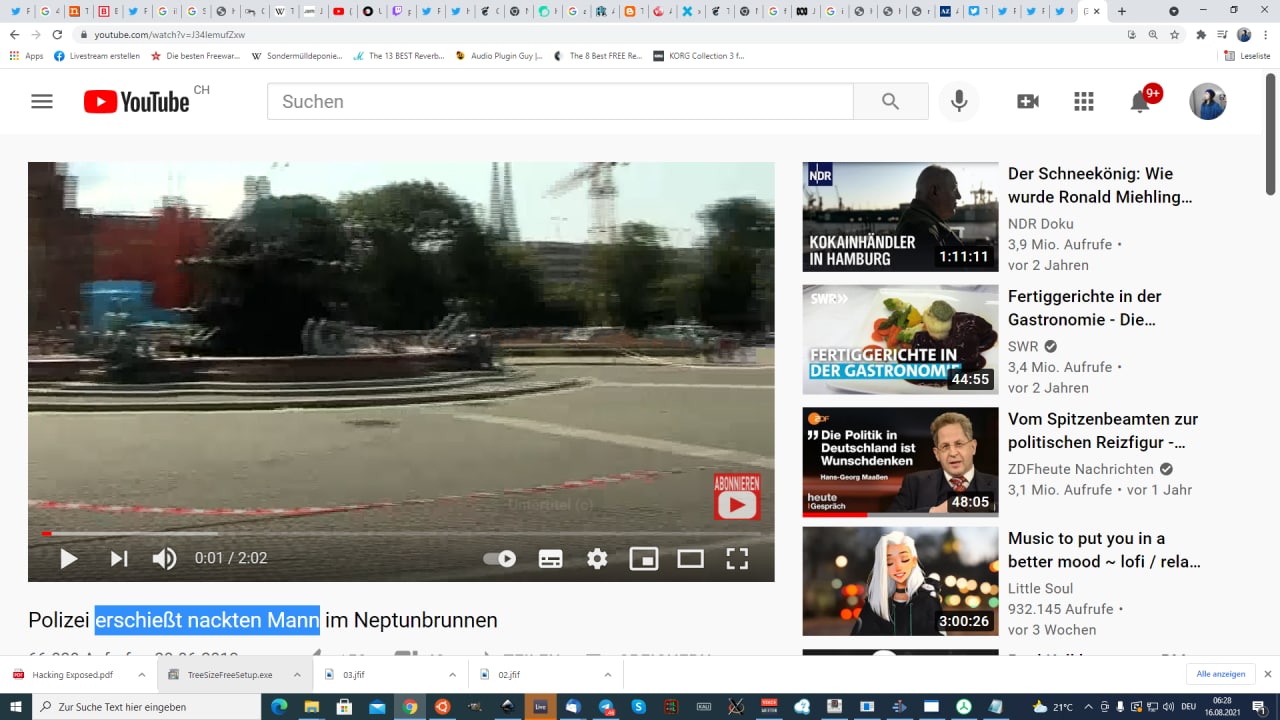 youtube.com/watch?v=J34lemufZxw
Apps
Livestream erstellen
Die besten Freewar...
Sondermülldeponie...
The 13 BEST Reverb...
Audio Plugin Guy |...
The 8 Best FREE Re...
KORG Collection 3 f...
Leseliste
YouTube CH
Suchen
9+
ABONNIEREN
0:01 / 2:02
Polizei erschießt nackten Mann im Neptunbrunnen
NDR
KOKAINHÄNDLER
IN HAMBURG
1:11:11
Der Schneekönig: Wie
wurde Ronald Miehling...
NDR Doku
3,9 Mio. Aufrufe •
vor 2 Jahren
SWR»
FERTIGGERICHTE IN
DER GASTRONOMIE
44:55
Fertiggerichte in der
Gastronomie - Die...
SWR
3,4 Mio. Aufrufe •
vor 2 Jahren
ZDF
"Die Politik in
Deutschland ist
Wunschdenken
Hans-Georg Maaßen
heute
Gespräch
48:05
Vom Spitzenbeamten zur
politischen Reizfigur -...
ZDFheute Nachrichten
3,1 Mio. Aufrufe • vor 1 Jahr
3:00:26
Music to put you in a
better mood ~ lofi / rela...
Little Soul
932.145 Aufrufe •
vor 3 Wochen
Hacking Exposed.pdf
TreeSizeFreeSetup.exe
03.jfif
02.jfif
Alle anzeigen
Zur Suche Text hier eingeben
Live
21°C
DEU
06:28
16.08.2021